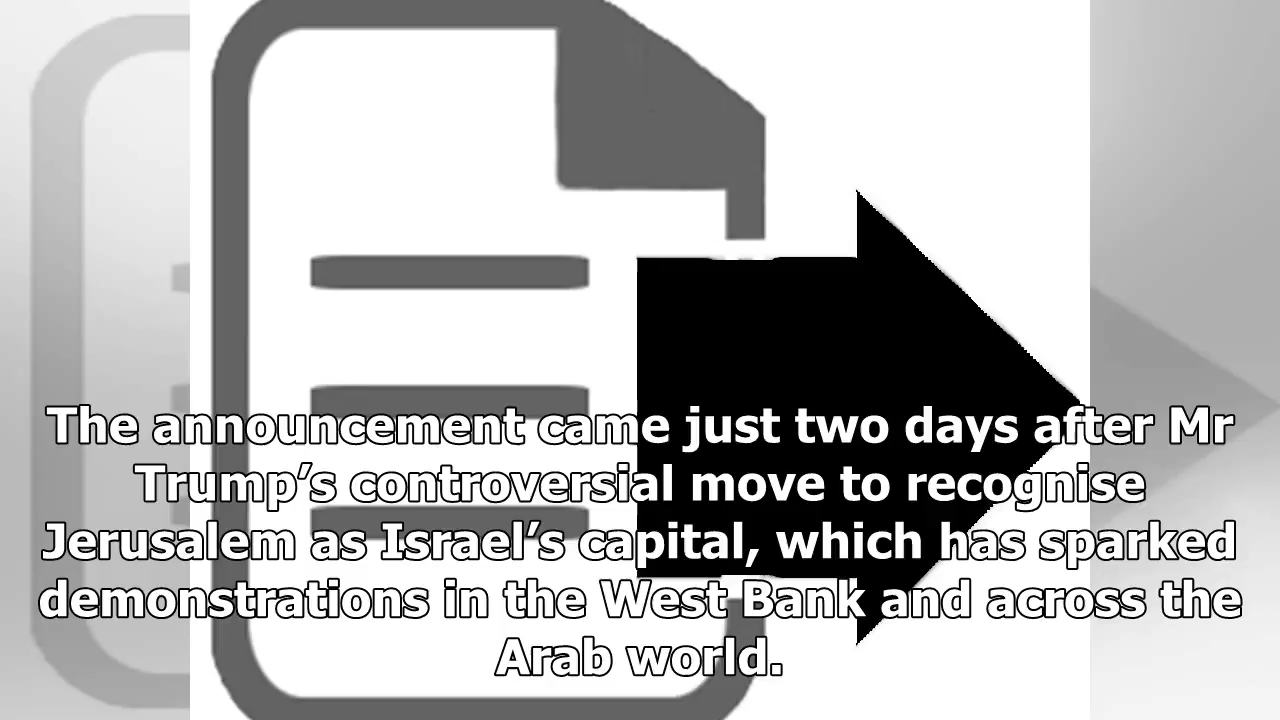 The announcement came just two days after Mr
Trump’s controversial move to recognise
Jerusalem as Israel’s capital, which has sparked
demonstrations in the West Bank and across the
Arab world.